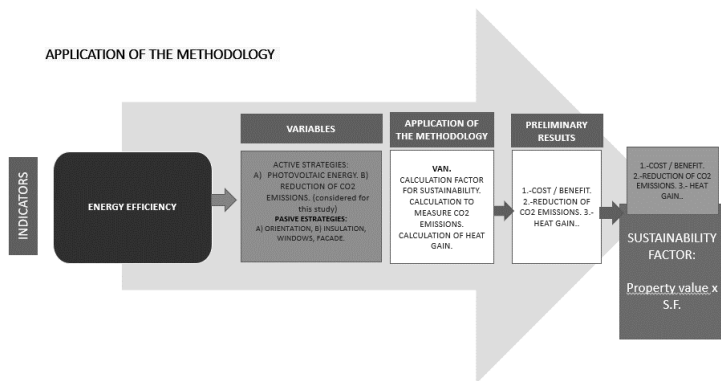 APPLICATION OF THE METHODOLOGY
INDICATORS
ENERGY EFFICIENCY
VARIABLES
ACTIVE STRATEGIES:
A) PHOTOVOLTAIC ENERGY. B)
REDUCTION OF CO2
EMISSIONS. (considered for
this study)
PASIVE ESTRATEGIES:
A) ORIENTATION, B) INSULATION,
WINDOWS, FACADE.
APPLICATION OF
THE METHODOLOGY
VAN.
CALCULATION FACTOR
FOR SUSTAINABILITY.
CALCULATION TO
MEASURE CO2
EMISSIONS.
CALCULATION OF HEAT
GAIN.
PRELIMINARY
RESULTS
1.-COST / BENEFIT.
2.-REDUCTION OF
CO2 EMISSIONS. 3.-
HEAT GAIN..
1.-COST / BENEFIT.
2.-REDUCTION OF CO2
EMISSIONS. 3.- HEAT
GAIN..
SUSTAINABILITY
FACTOR:
Property value x
S.F.